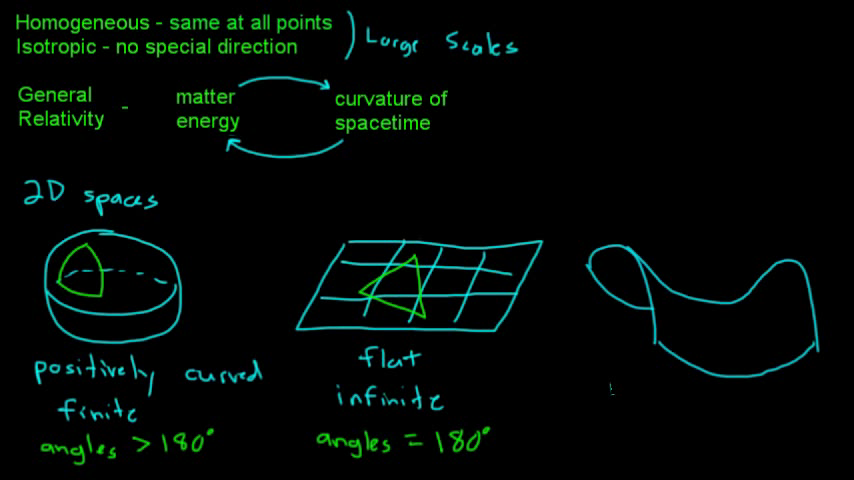 Homogeneous - same at all points
Isotropic - no special direction
Large Scales
General Relativity -
matter energy
curvature of spacetime
2D spaces
positively curved
finite
angles > 180°
flat
infinite
angles = 180°